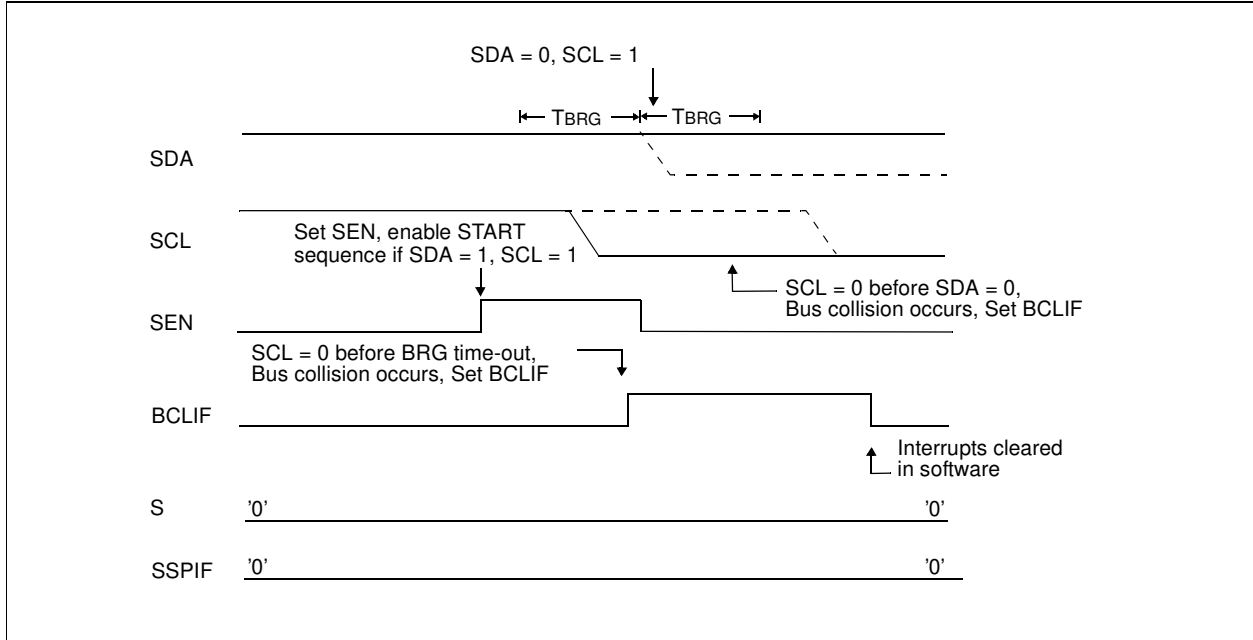 SDA = 0, SCL = 1
TBRG TBRG
SDA
SCL
Set SEN, enable START
sequence if SDA = 1, SCL = 1
SCL = 0 before SDA = 0,
Bus collision occurs, Set BCLIF
SEN
SCL = 0 before BRG time-out,
Bus collision occurs, Set BCLIF
BCLIF
Interrupts cleared
in software
S '0' '0'
SSPIF '0' '0'